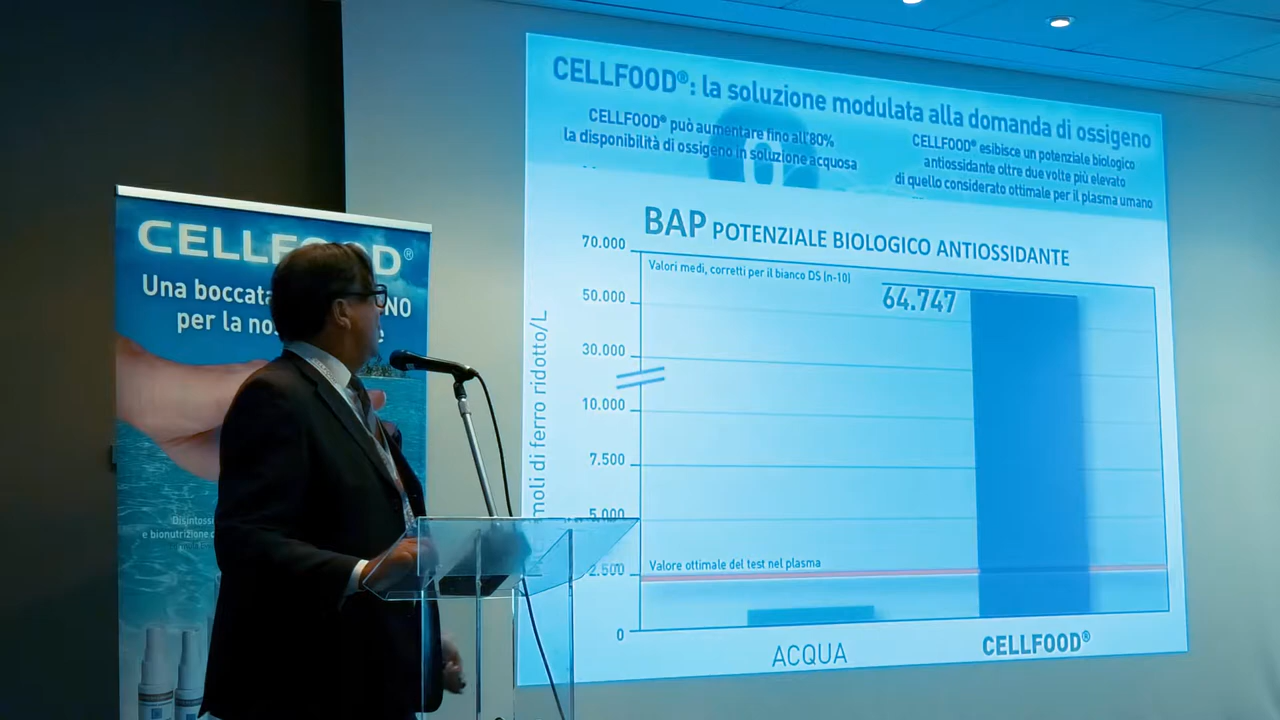 CELLFOOD®: la soluzione modulata alla domanda di ossigeno
CELLFOOD® può aumentare fino all'80%
la disponibilità di ossigeno in soluzione acquosa
CELLFOOD® esibisce un potenziale biologico
antiossidante oltre due volte più elevato
di quello considerato ottimale per il plasma umano
BAP POTENZIALE BIOLOGICO ANTIOSSIDANTE
70.000
Valori medi, corretti per il bianco DS (n-10)
64.747
50.000
30.000
10.000
7.500
5.000
Valore ottimale del test nel plasma
2.500
0
moli di ferro ridotto/L
ACQUA
CELLFOOD®
CELLFOOD®
Una boccata
per la
e bionutrizione